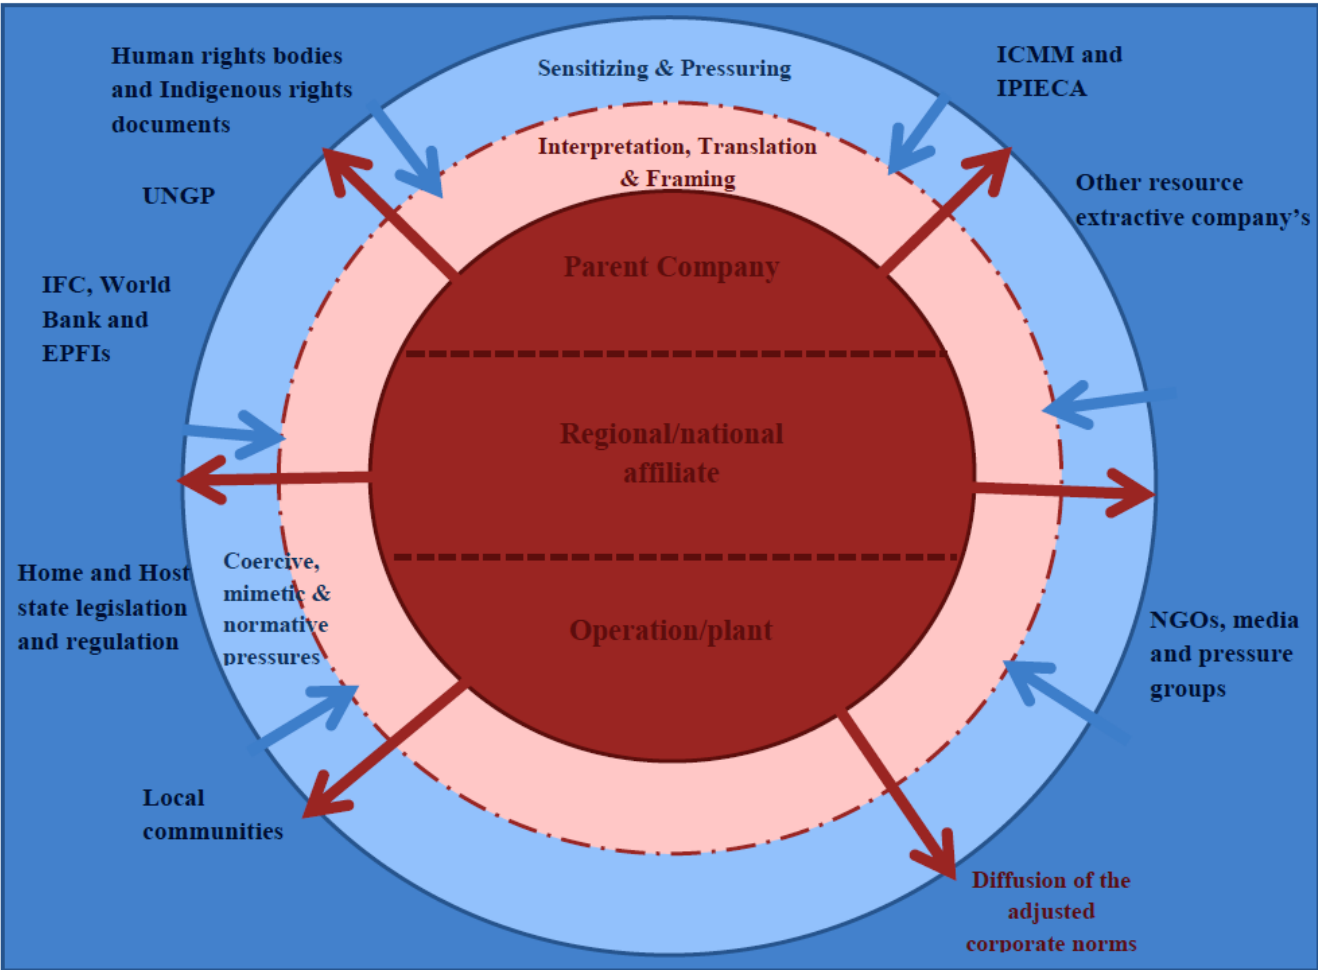 Human rights bodies
and Indigenous rights
documents
UNGP
IFC, World
Bank and
EPFIs
Home and Host
state legislation
and regulation
Local
communities
Sensitizing & Pressuring
Interpretation, Translation
& Framing
Parent Company
Regional/national
affiliate
Operation/plant
Coercive,
mimetic &
normative
pressures
ICMM and
IPIECA
Other resource
extractive company’s
NGOs, media
and pressure
groups
Diffusion of the
adjusted
corporate norms